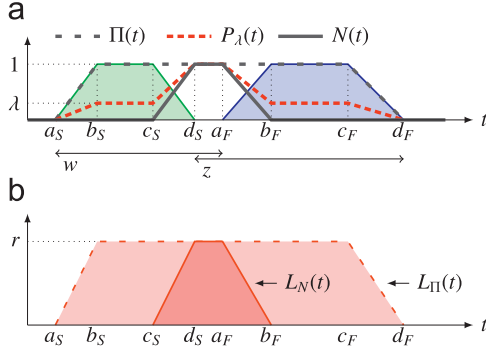 a
Π(t) P_λ(t) N(t)
1
λ
a_S b_S c_S d_S a_F b_F c_F d_F t
w z
b
r
L_N(t) L_Π(t)
a_S b_S c_S d_S a_F b_F c_F d_F t